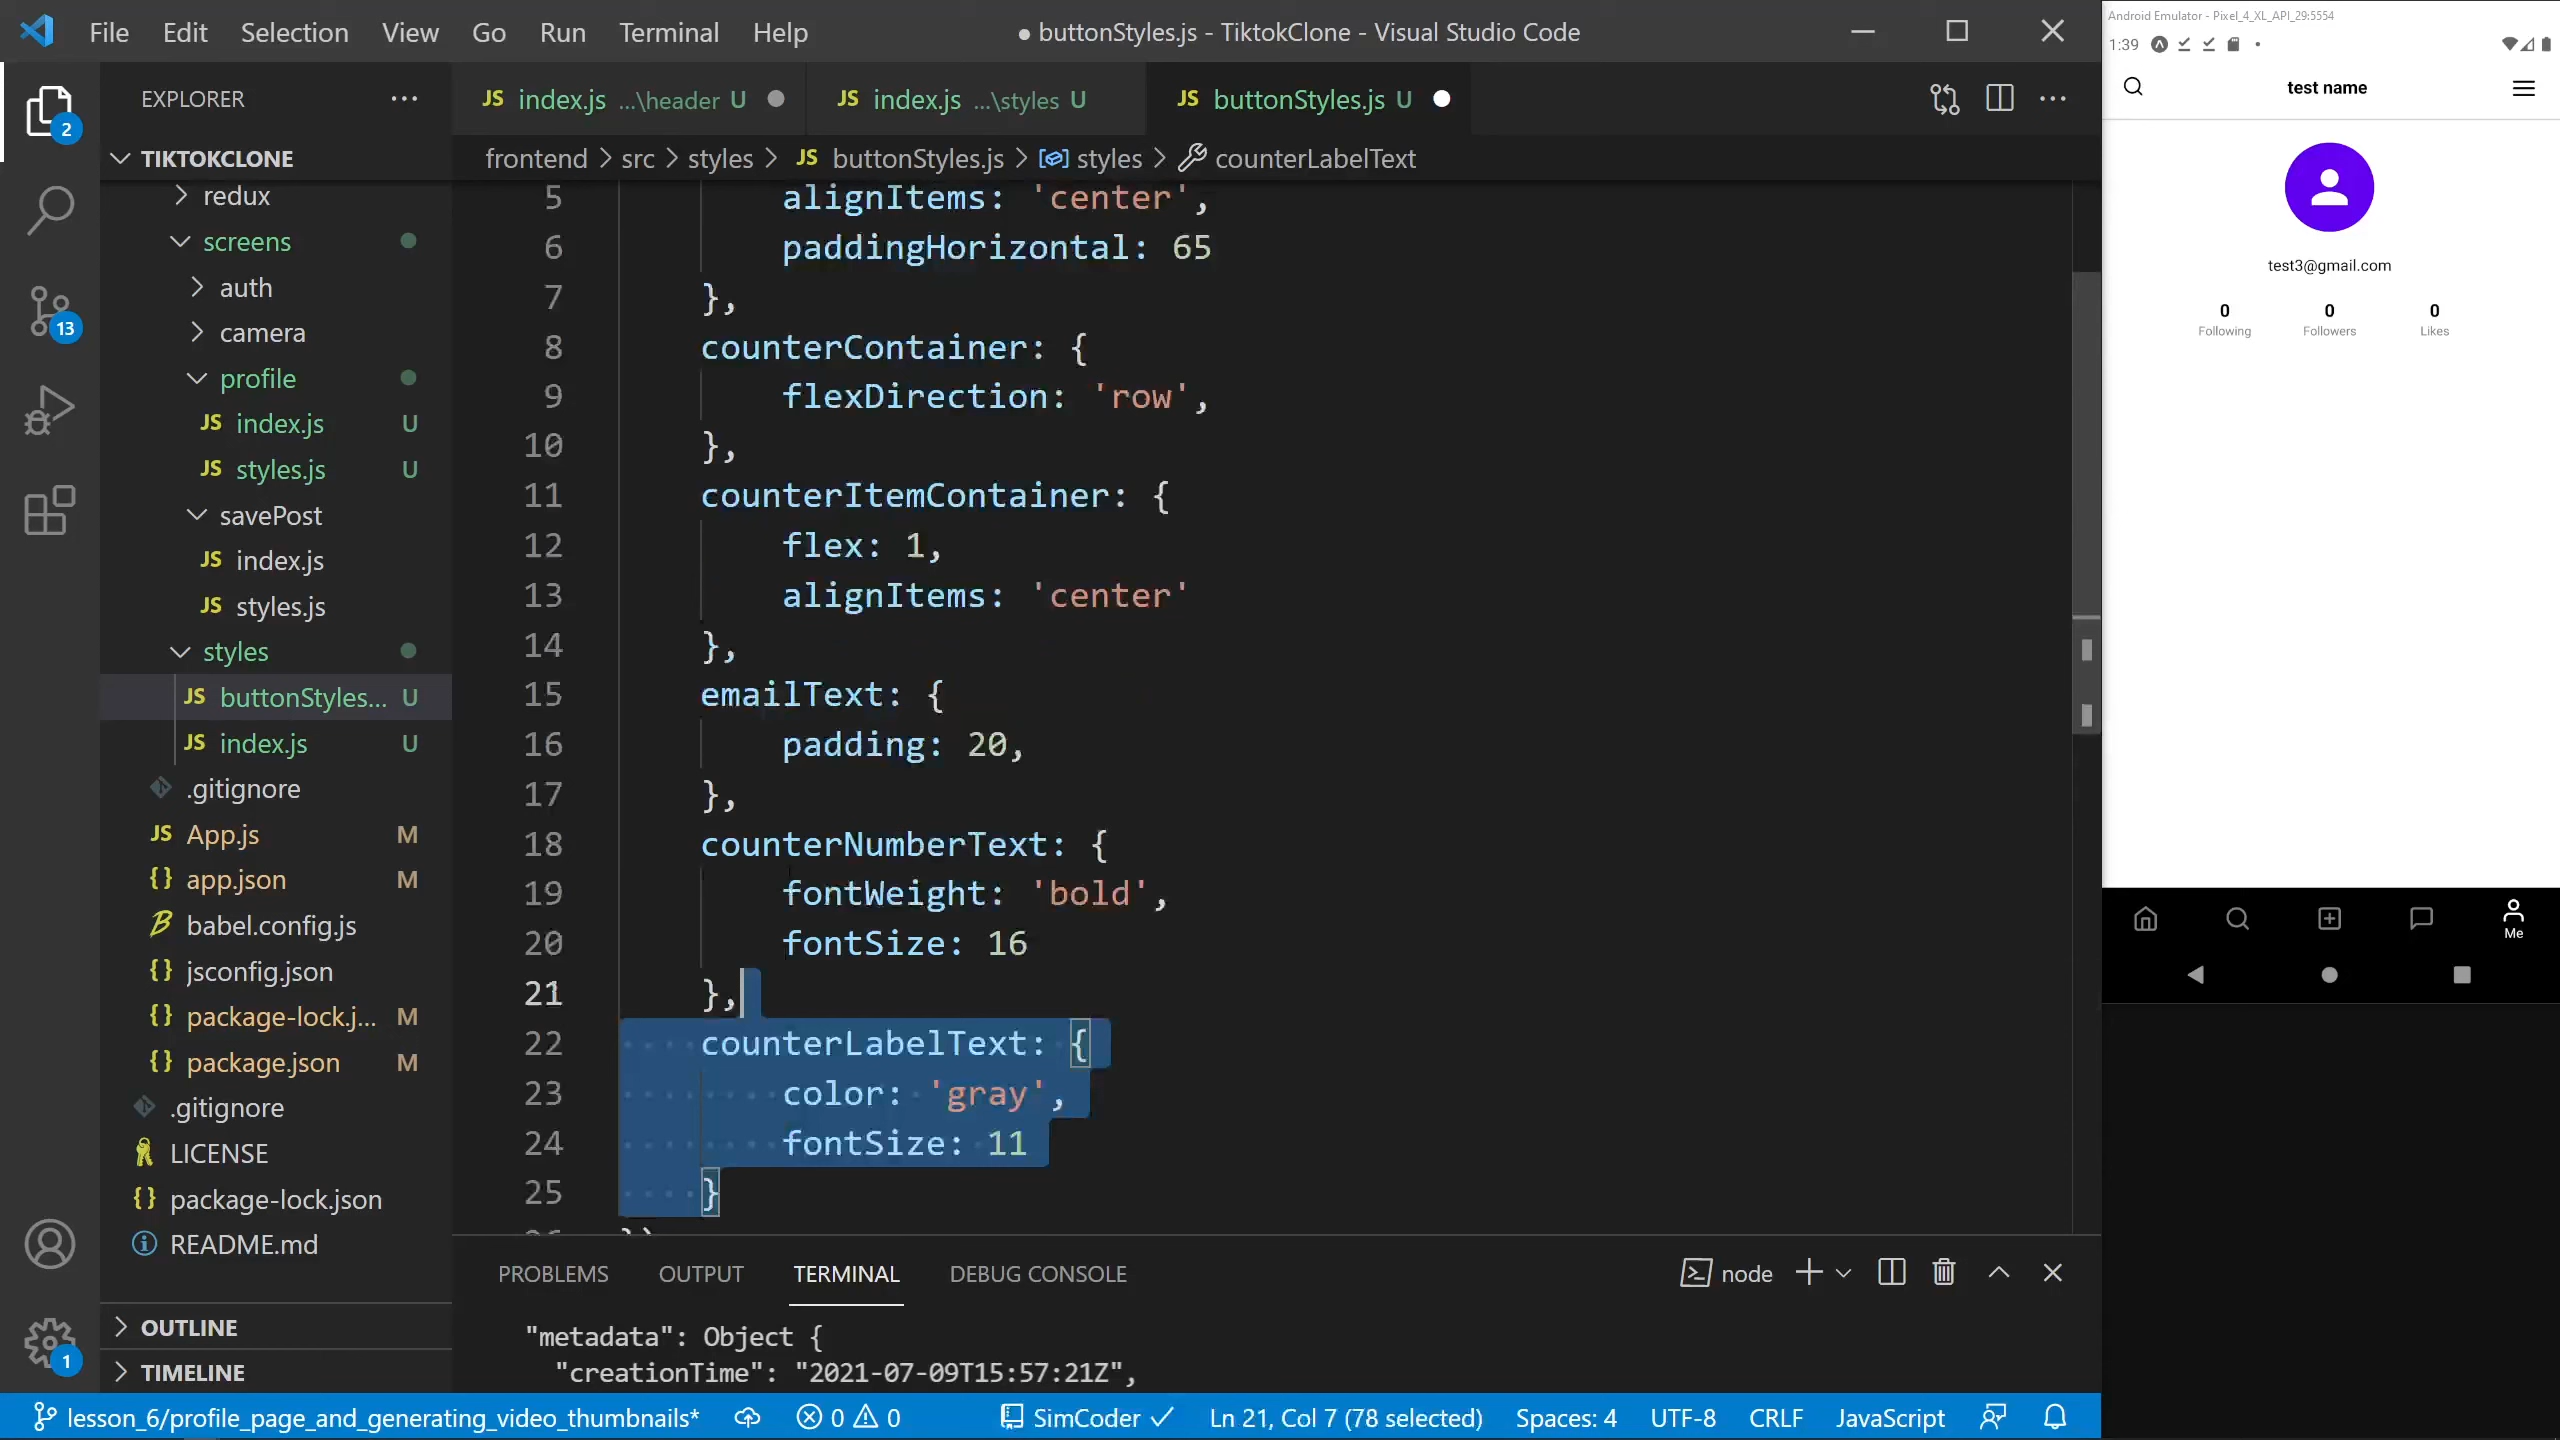 File Edit Selection View Go Run Terminal Help
● buttonStyles.js - TiktokClone - Visual Studio Code
EXPLORER
TIKTOKCLONE
redux
screens
auth
camera
profile
JS index.js U
JS styles.js U
savePost
JS index.js
JS styles.js
styles
JS buttonStyles... U
JS index.js U
.gitignore
JS App.js M
{} app.json M
babel.config.js
{} jsconfig.json
{} package-lock.j... M
{} package.json M
.gitignore
LICENSE
{} package-lock.json
README.md
OUTLINE
TIMELINE
2
13
1
JS index.js ...\header U
JS index.js ...\styles U
JS buttonStyles.js U
frontend > src > styles > JS buttonStyles.js > styles > counterLabelText
5 alignItems: 'center',
6 paddingHorizontal: 65
7 },
8 counterContainer: {
9 flexDirection: 'row',
10 },
11 counterItemContainer: {
12 flex: 1,
13 alignItems: 'center'
14 },
15 emailText: {
16 padding: 20,
17 },
18 counterNumberText: {
19 fontWeight: 'bold',
20 fontSize: 16
21 },
22 counterLabelText: {
23 color: 'gray',
24 fontSize: 11
25 }
PROBLEMS OUTPUT TERMINAL DEBUG CONSOLE
node
"metadata": Object {
"creationTime": "2021-07-09T15:57:21Z",
lesson_6/profile_page_and_generating_video_thumbnails* 0 0 SimCoder Ln 21, Col 7 (78 selected) Spaces: 4 UTF-8 CRLF JavaScript
Android Emulator - Pixel_4_XL_API_29:5554
1:39
test name
test3@gmail.com
0 0 0
Following Followers Likes
Me